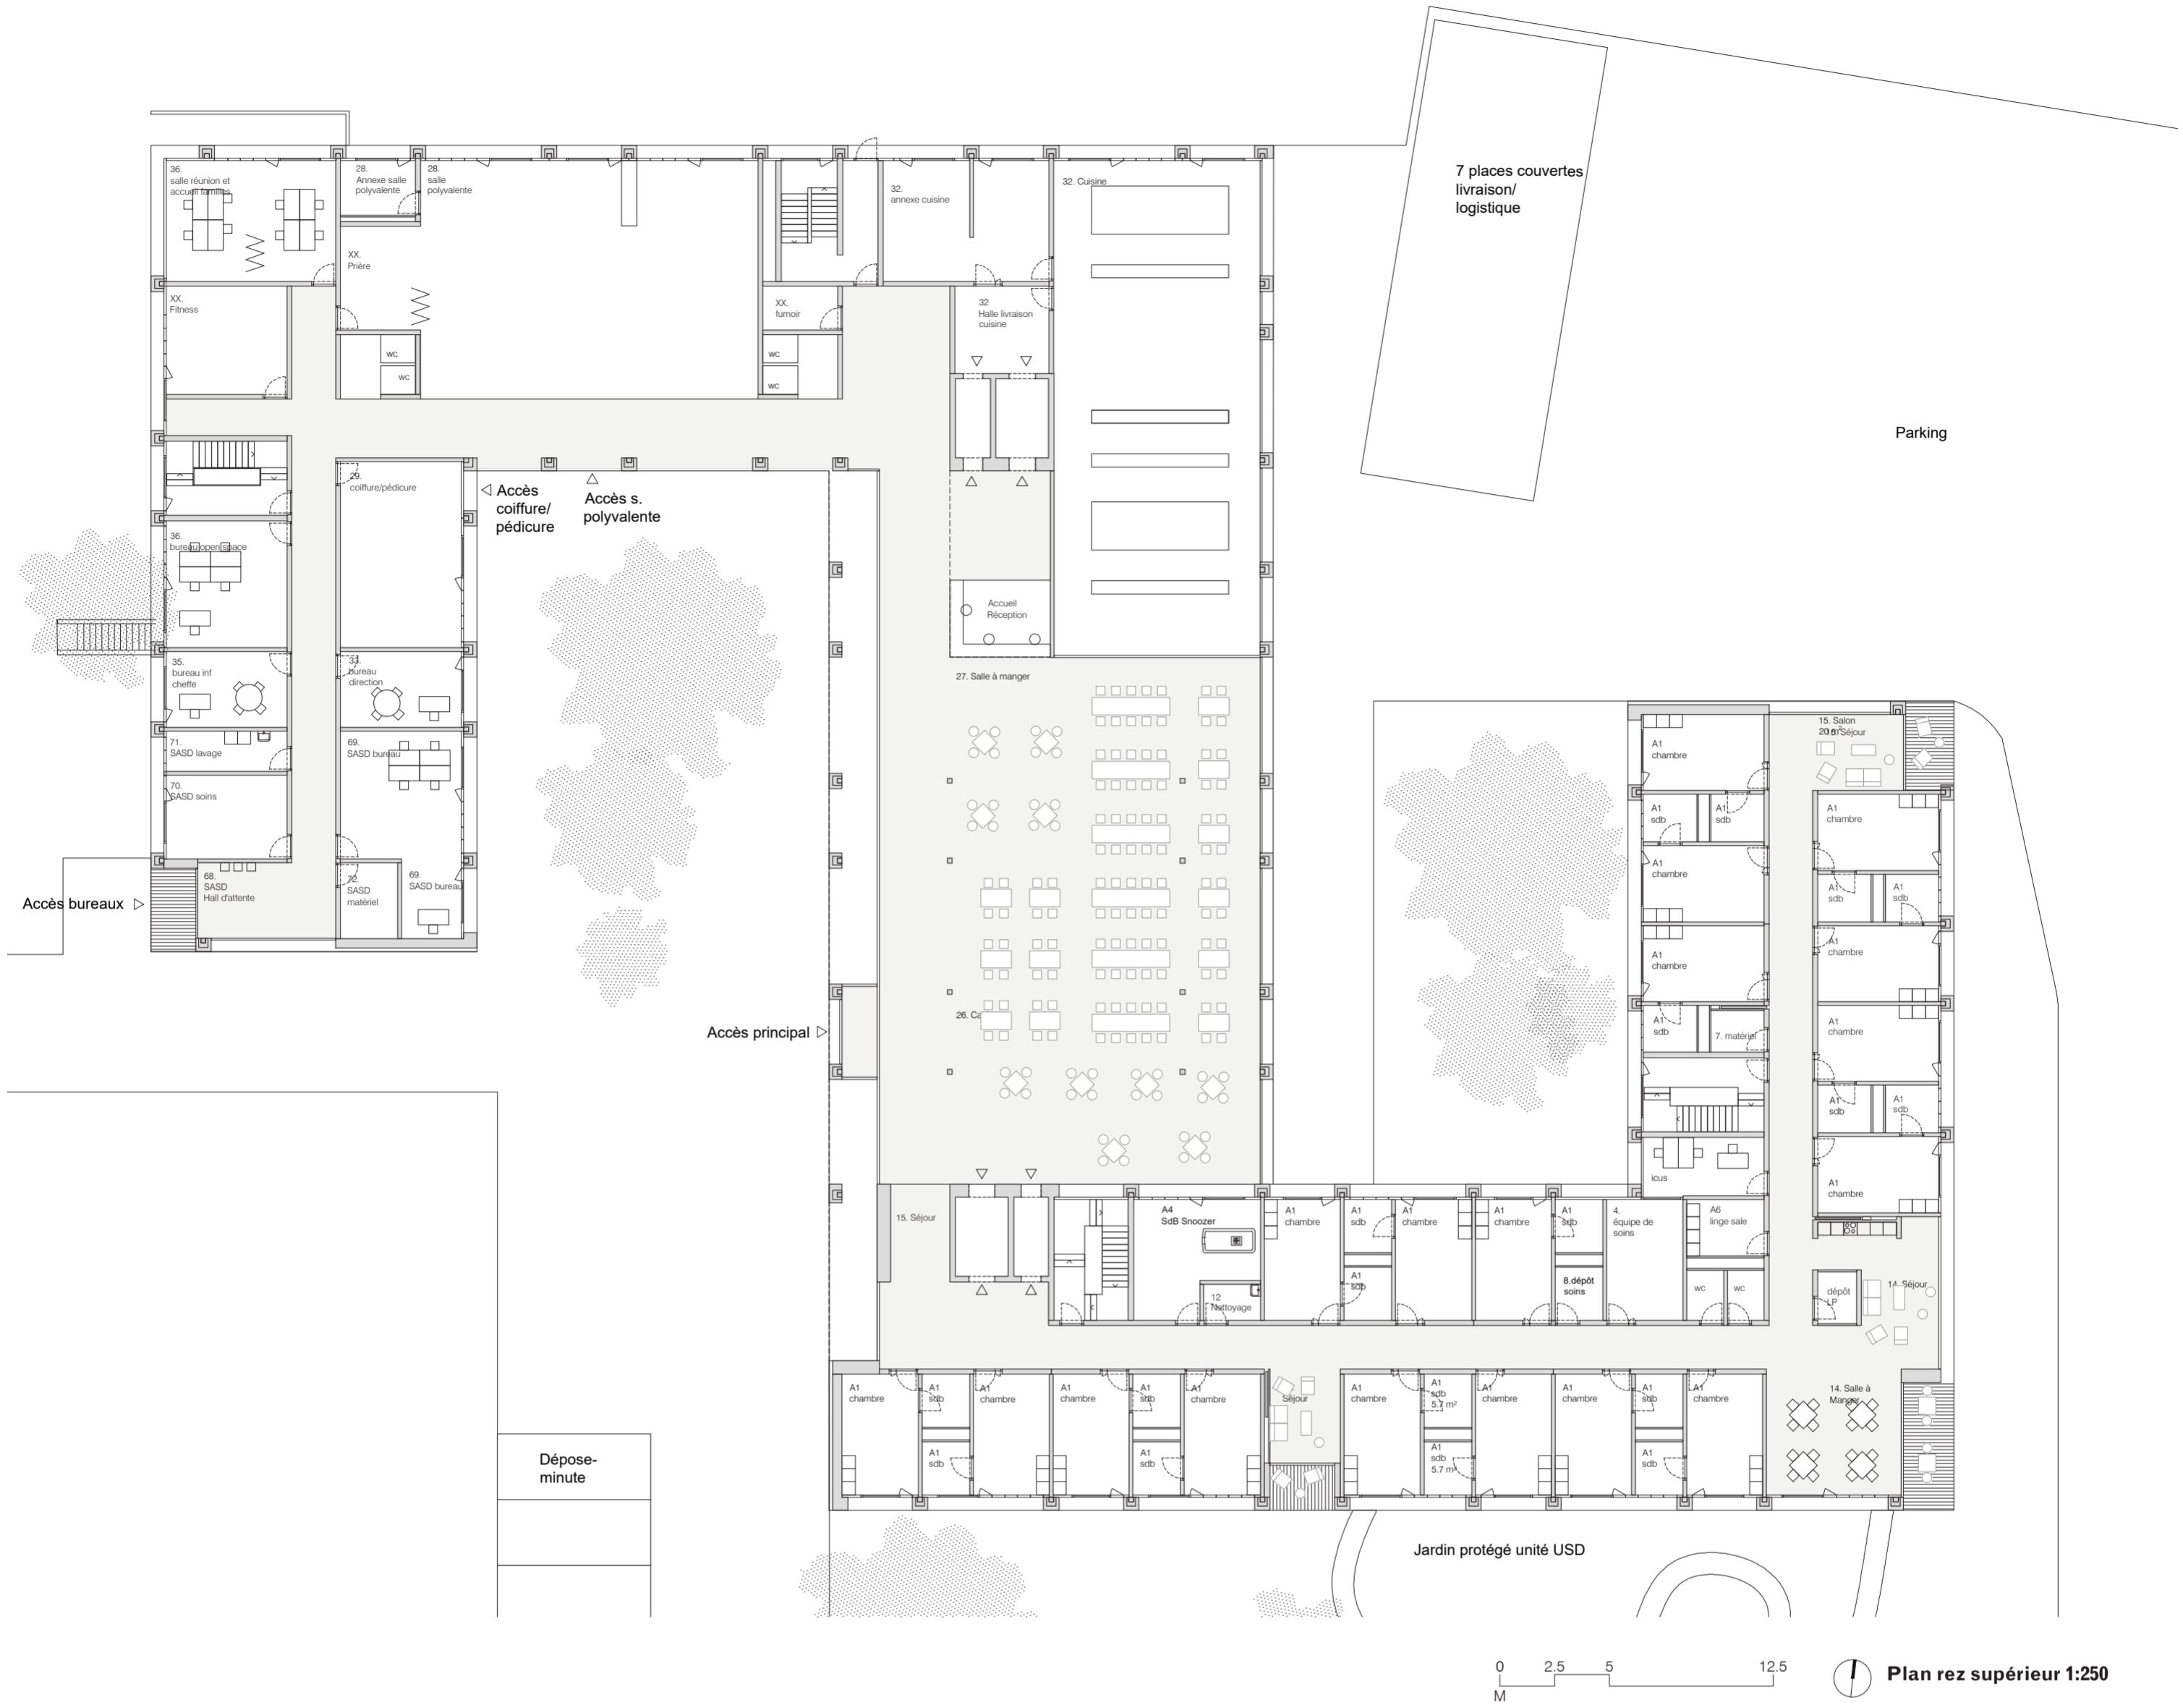 36.
salle réunion et
accueil familles
28.
Annexe salle
polyvalente
28.
salle
polyvalente
XX.
Prière
XX.
Fitness
wc
wc
XX.
fumoir
wc
wc
32.
annexe cuisine
32. Cuisine
32
Halle livraison
cuisine
7 places couvertes
livraison/
logistique
Parking
29.
coiffure/pédicure
Accès
coiffure/
pédicure
Accès s.
polyvalente
36.
bureau open space
35.
bureau inf
cheffe
33.
bureau
direction
71.
SASD lavage
69.
SASD bureau
70.
SASD soins
68.
SASD
Hall d'attente
72.
SASD
matériel
69.
SASD bureau
Accès bureaux
Accueil
Réception
27. Salle à manger
26. Ca
Accès principal
15. Salon
20 m²
15. Séjour
A1
chambre
A1
sdb
A1
sdb
A1
chambre
A1
chambre
A1
sdb
7. matériel
icus
A6
linge sale
A1
chambre
A1
sdb
A1
sdb
A1
chambre
A1
chambre
A1
sdb
A1
sdb
A1
chambre
15. Séjour
A4
SdB Snoozer
12
Nettoyage
A1
chambre
A1
sdb
A1
sdb
A1
chambre
A1
chambre
A1
sdb
8.dépôt
soins
4.
équipe de
soins
wc
wc
dépôt
LP
14. Séjour
A1
chambre
A1
sdb
A1
sdb
A1
chambre
A1
chambre
A1
sdb
A1
sdb
A1
chambre
Séjour
A1
chambre
A1
sdb
5.7 m²
A1
sdb
5.7 m²
A1
chambre
A1
chambre
A1
sdb
A1
sdb
A1
chambre
14. Salle à
Manger
Dépose-
minute
Jardin protégé unité USD
0 2.5 5 12.5
M
Plan rez supérieur 1:250